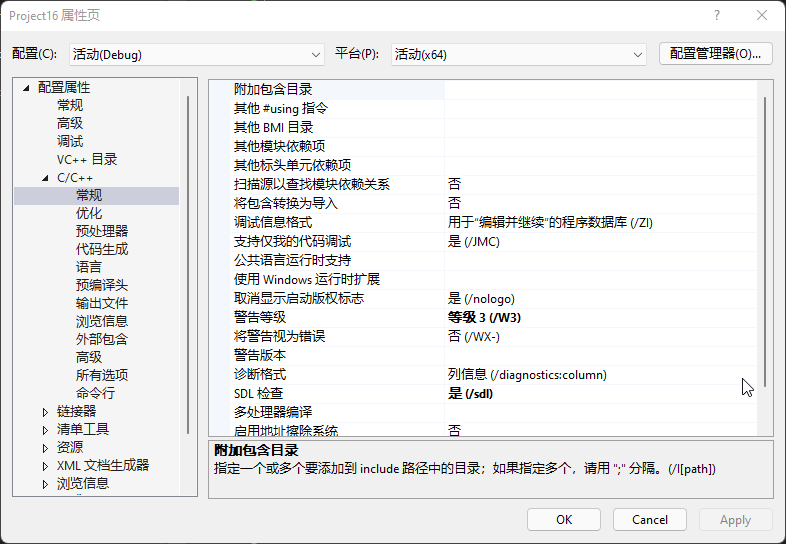 Project16 属性页
配置(C): 活动(Debug) 平台(P): 活动(x64) 配置管理器(O)...
配置属性
常规
高级
调试
VC++ 目录
C/C++
常规
优化
预处理器
代码生成
语言
预编译头
输出文件
浏览信息
外部包含
高级
所有选项
命令行
链接器
清单工具
资源
XML 文档生成器
浏览信息
附加包含目录
其他 #using 指令
其他 BMI 目录
其他模块依赖项
其他标头单元依赖项
扫描源以查找模块依赖关系 否
将包含转换为导入 否
调试信息格式 用于“编辑并继续”的程序数据库 (/ZI)
支持仅我的代码调试 是 (/JMC)
公共语言运行时支持
使用 Windows 运行时扩展
取消显示启动版权标志 是 (/nologo)
警告等级 等级 3 (/W3)
将警告视为错误 否 (/WX-)
警告版本
诊断格式 列信息 (/diagnostics:column)
SDL 检查 是 (/sdl)
多处理器编译
启用地址擦除系统 否
附加包含目录
指定一个或多个要添加到 include 路径中的目录；如果指定多个，请用 ";" 分隔。(/I[path])
OK Cancel Apply